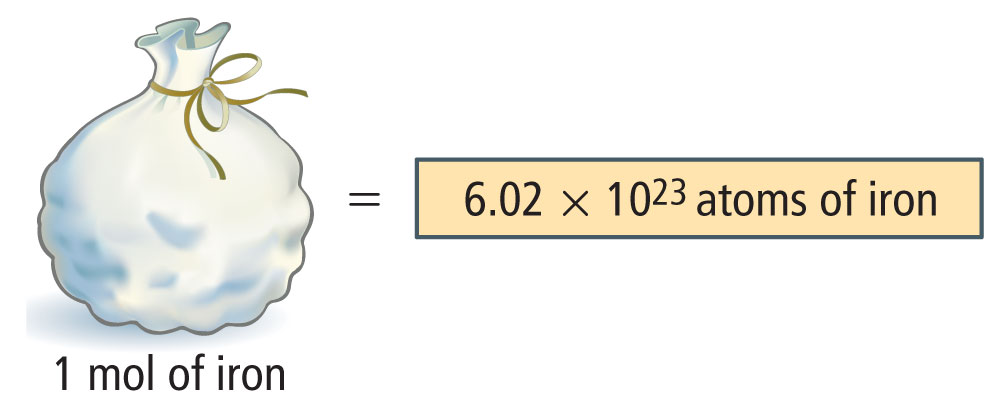 = 6.02 × 10²³ atoms of iron
1 mol of iron